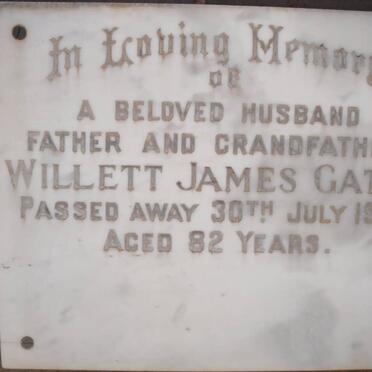 In Loving Memory
OF
A BELOVED HUSBAND
FATHER AND GRANDFATHE
WILLETT JAMES GAT
PASSED AWAY 30TH JULY 19
AGED 82 YEARS.